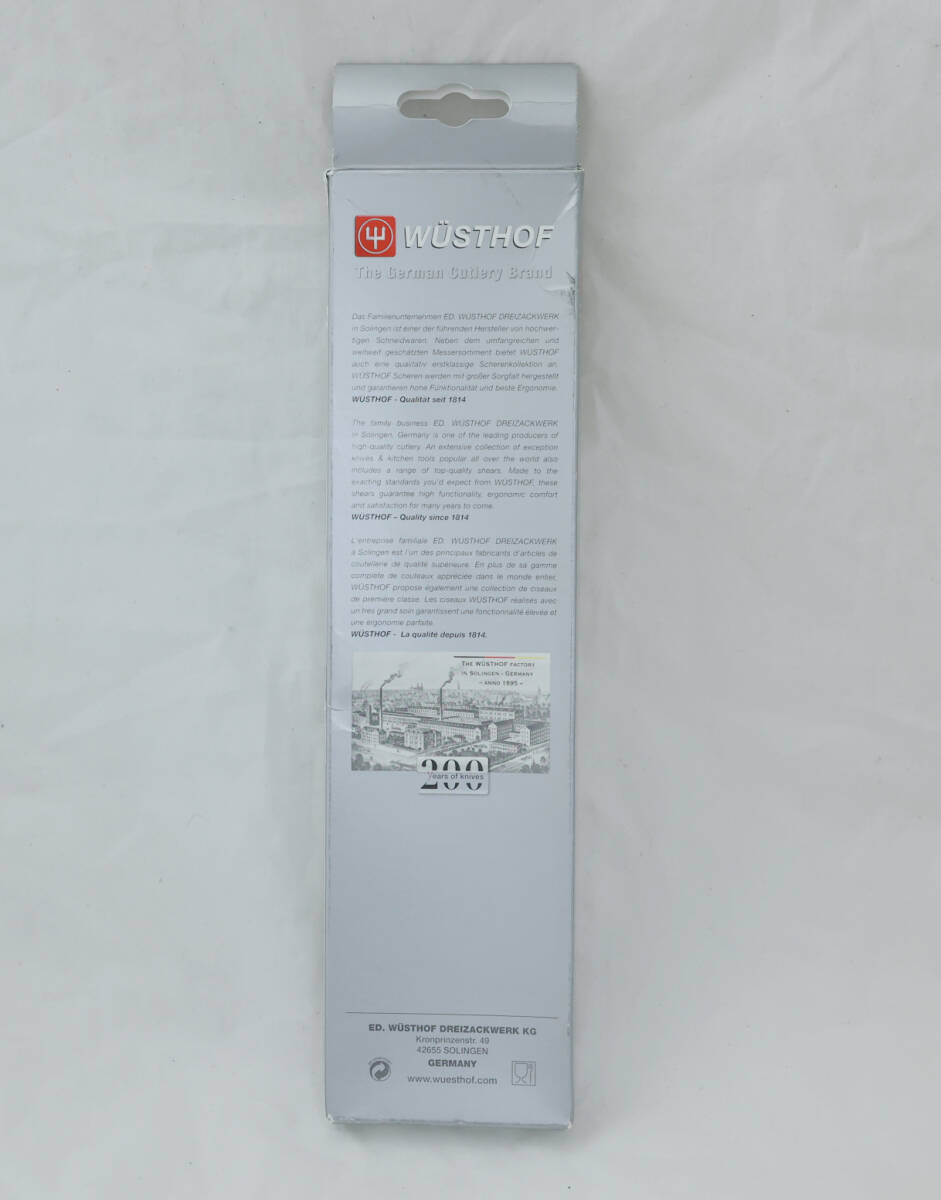 WÜSTHOF
The German Cutlery Brand
Das Familienunternehmen ED. WÜSTHOF DREIZACKWERK
in Solingen ist einer der führenden Hersteller von hochwer-
tigen Schneidwaren. Neben dem umfangreichen und
weltweit geschätzten Messersortiment bietet WÜSTHOF
auch eine qualitativ erstklassige Scherenkollektion an.
WÜSTHOF Scheren werden mit großer Sorgfalt hergestellt
und garantieren hohe Funktionalität und beste Ergonomie.
WÜSTHOF - Qualität seit 1814
The family business ED. WÜSTHOF DREIZACKWERK
in Solingen, Germany is one of the leading producers of
high-quality cutlery. An extensive collection of exception
knives & kitchen tools popular all over the world also
includes a range of top-quality shears. Made to the
exacting standards you'd expect from WÜSTHOF, these
shears guarantee high functionality, ergonomic comfort
and satisfaction for many years to come.
WÜSTHOF – Quality since 1814
L'entreprise familiale ED. WÜSTHOF DREIZACKWERK
à Solingen est l'un des principaux fabricants d'articles de
coutellerie de qualité supérieure. En plus de sa gamme
complète de couteaux appréciée dans le monde entier,
WÜSTHOF propose également une collection de ciseaux
de première classe. Les ciseaux WÜSTHOF réalisés avec
un très grand soin garantissent une fonctionnalité élevée et
une ergonomie parfaite.
WÜSTHOF - La qualité depuis 1814.
THE WÜSTHOF FACTORY
IN SOLINGEN - GERMANY
- ANNO 1895 -
200
years of knives
ED. WÜSTHOF DREIZACKWERK KG
Kronprinzenstr. 49
42655 SOLINGEN
GERMANY
www.wuesthof.com